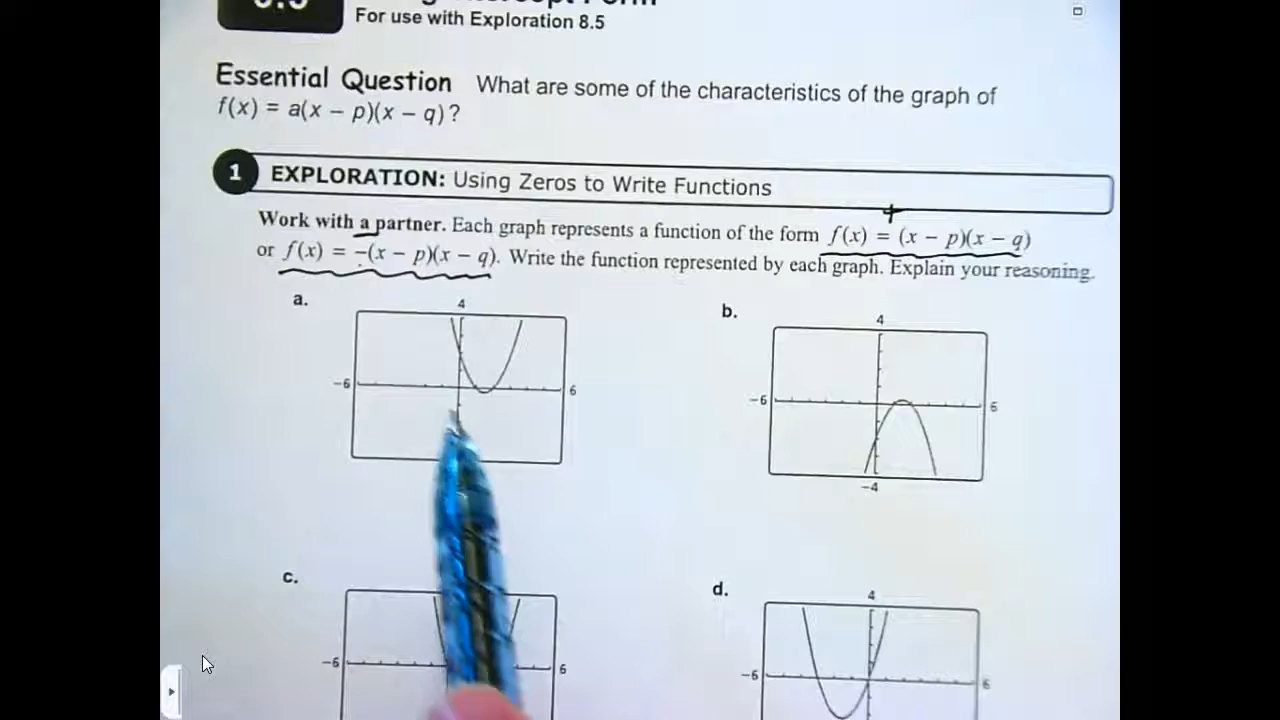 For use with Exploration 8.5
Essential Question What are some of the characteristics of the graph of
f(x) = a(x − p)(x − q)?
1 EXPLORATION: Using Zeros to Write Functions
+
Work with a partner. Each graph represents a function of the form f(x) = (x − p)(x − q)
or f(x) = −(x − p)(x − q). Write the function represented by each graph. Explain your reasoning.
a.
4
−6
6
b.
4
−6
6
−4
c.
−6
6
d.
4
−6
6